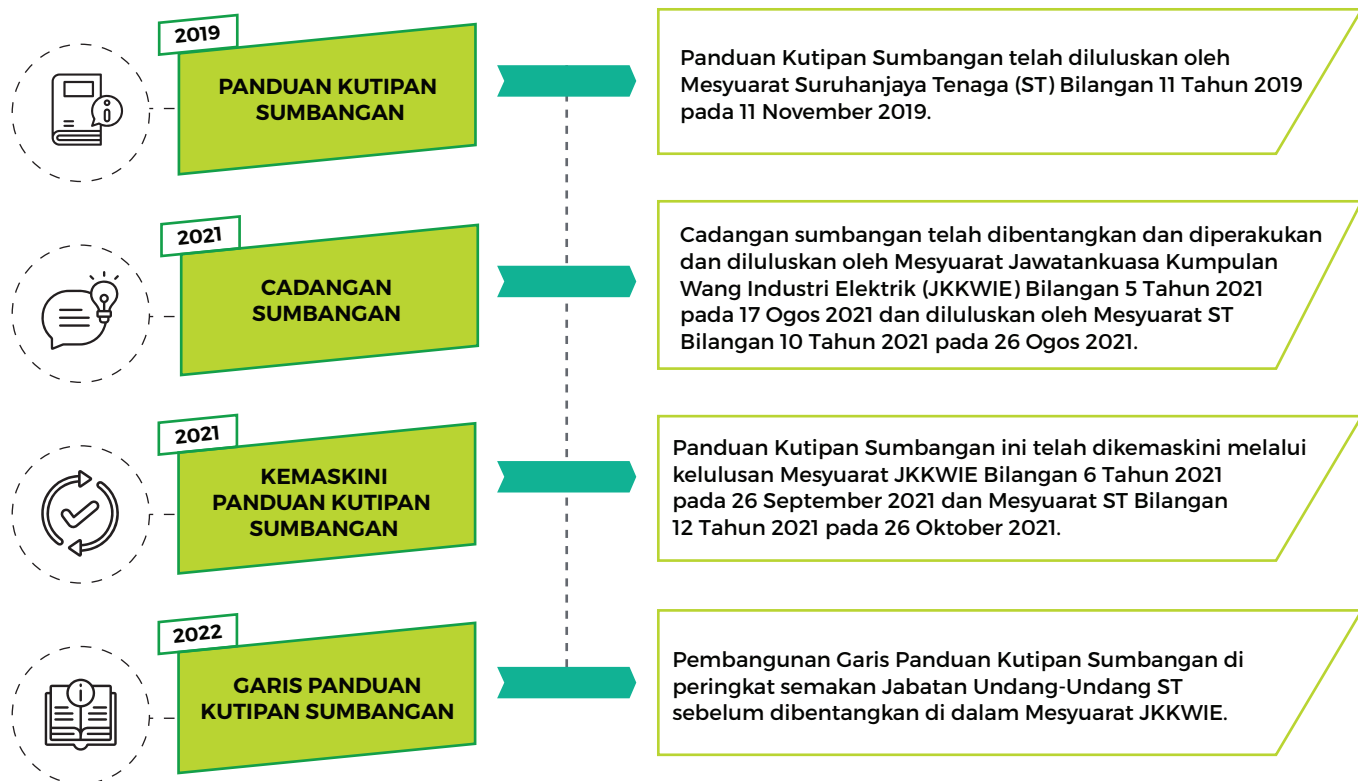 2019
PANDUAN KUTIPAN
SUMBANGAN
Panduan Kutipan Sumbangan telah diluluskan oleh
Mesyuarat Suruhanjaya Tenaga (ST) Bilangan 11 Tahun 2019
pada 11 November 2019.
2021
CADANGAN
SUMBANGAN
Cadangan sumbangan telah dibentangkan dan diperakukan
dan diluluskan oleh Mesyuarat Jawatankuasa Kumpulan
Wang Industri Elektrik (JKKWIE) Bilangan 5 Tahun 2021
pada 17 Ogos 2021 dan diluluskan oleh Mesyuarat ST
Bilangan 10 Tahun 2021 pada 26 Ogos 2021.
2021
KEMASKINI
PANDUAN KUTIPAN
SUMBANGAN
Panduan Kutipan Sumbangan ini telah dikemaskini melalui
kelulusan Mesyuarat JKKWIE Bilangan 6 Tahun 2021
pada 26 September 2021 dan Mesyuarat ST Bilangan
12 Tahun 2021 pada 26 Oktober 2021.
2022
GARIS PANDUAN
KUTIPAN SUMBANGAN
Pembangunan Garis Panduan Kutipan Sumbangan di
peringkat semakan Jabatan Undang-Undang ST
sebelum dibentangkan di dalam Mesyuarat JKKWIE.